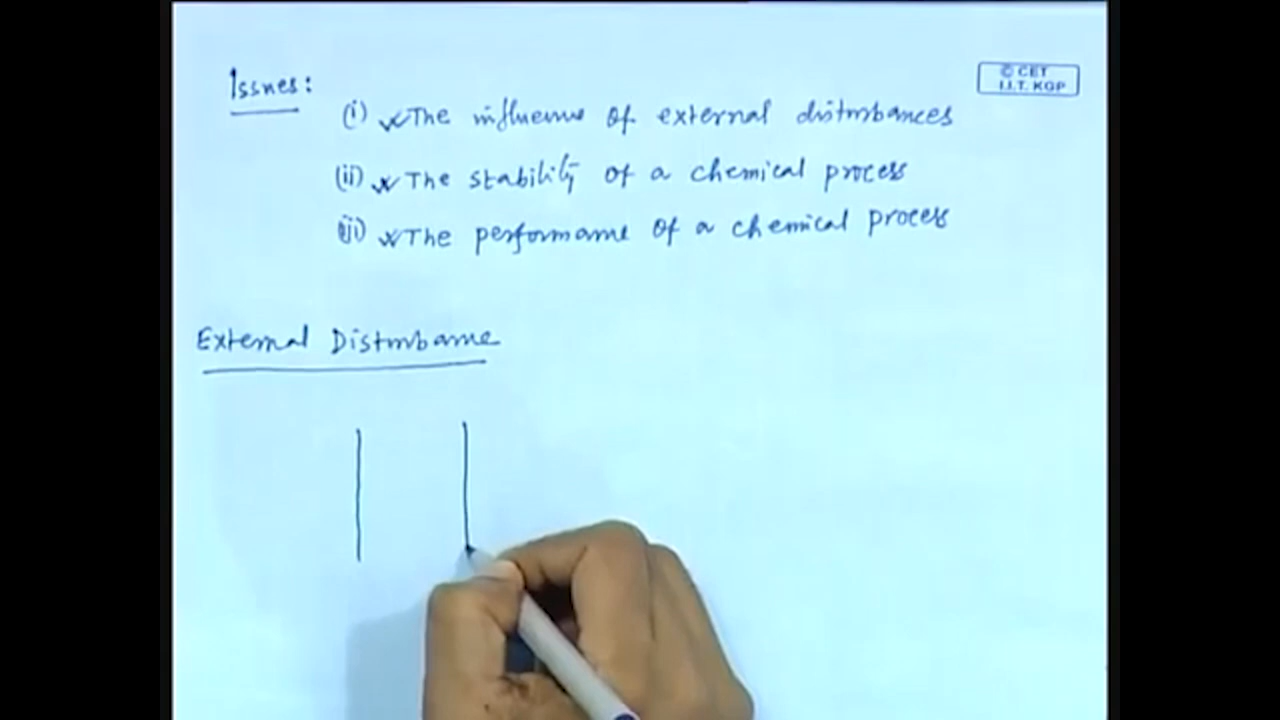 Issues:
© CET
I.I.T. KGP
(i) The influence of external disturbances
(ii) The stability of a chemical process
(iii) The performance of a chemical process
External Disturbance